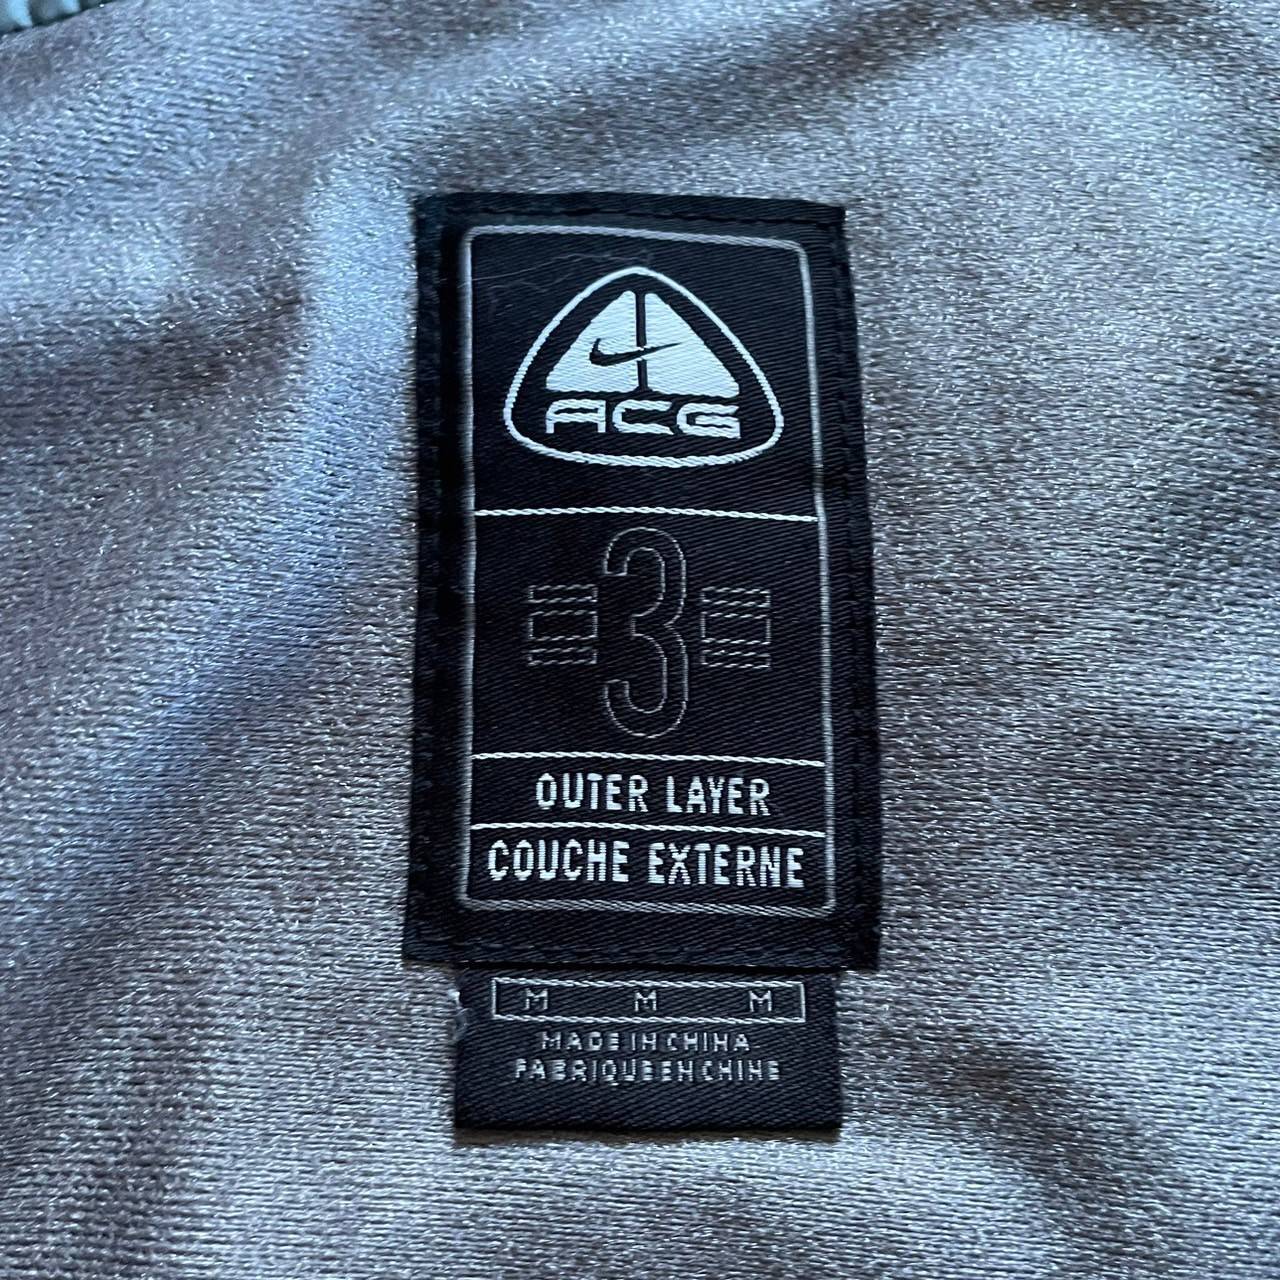 ACG
3
OUTER LAYER
COUCHE EXTERNE
M M M
MADE IN CHINA
FABRIQUE EN CHINE